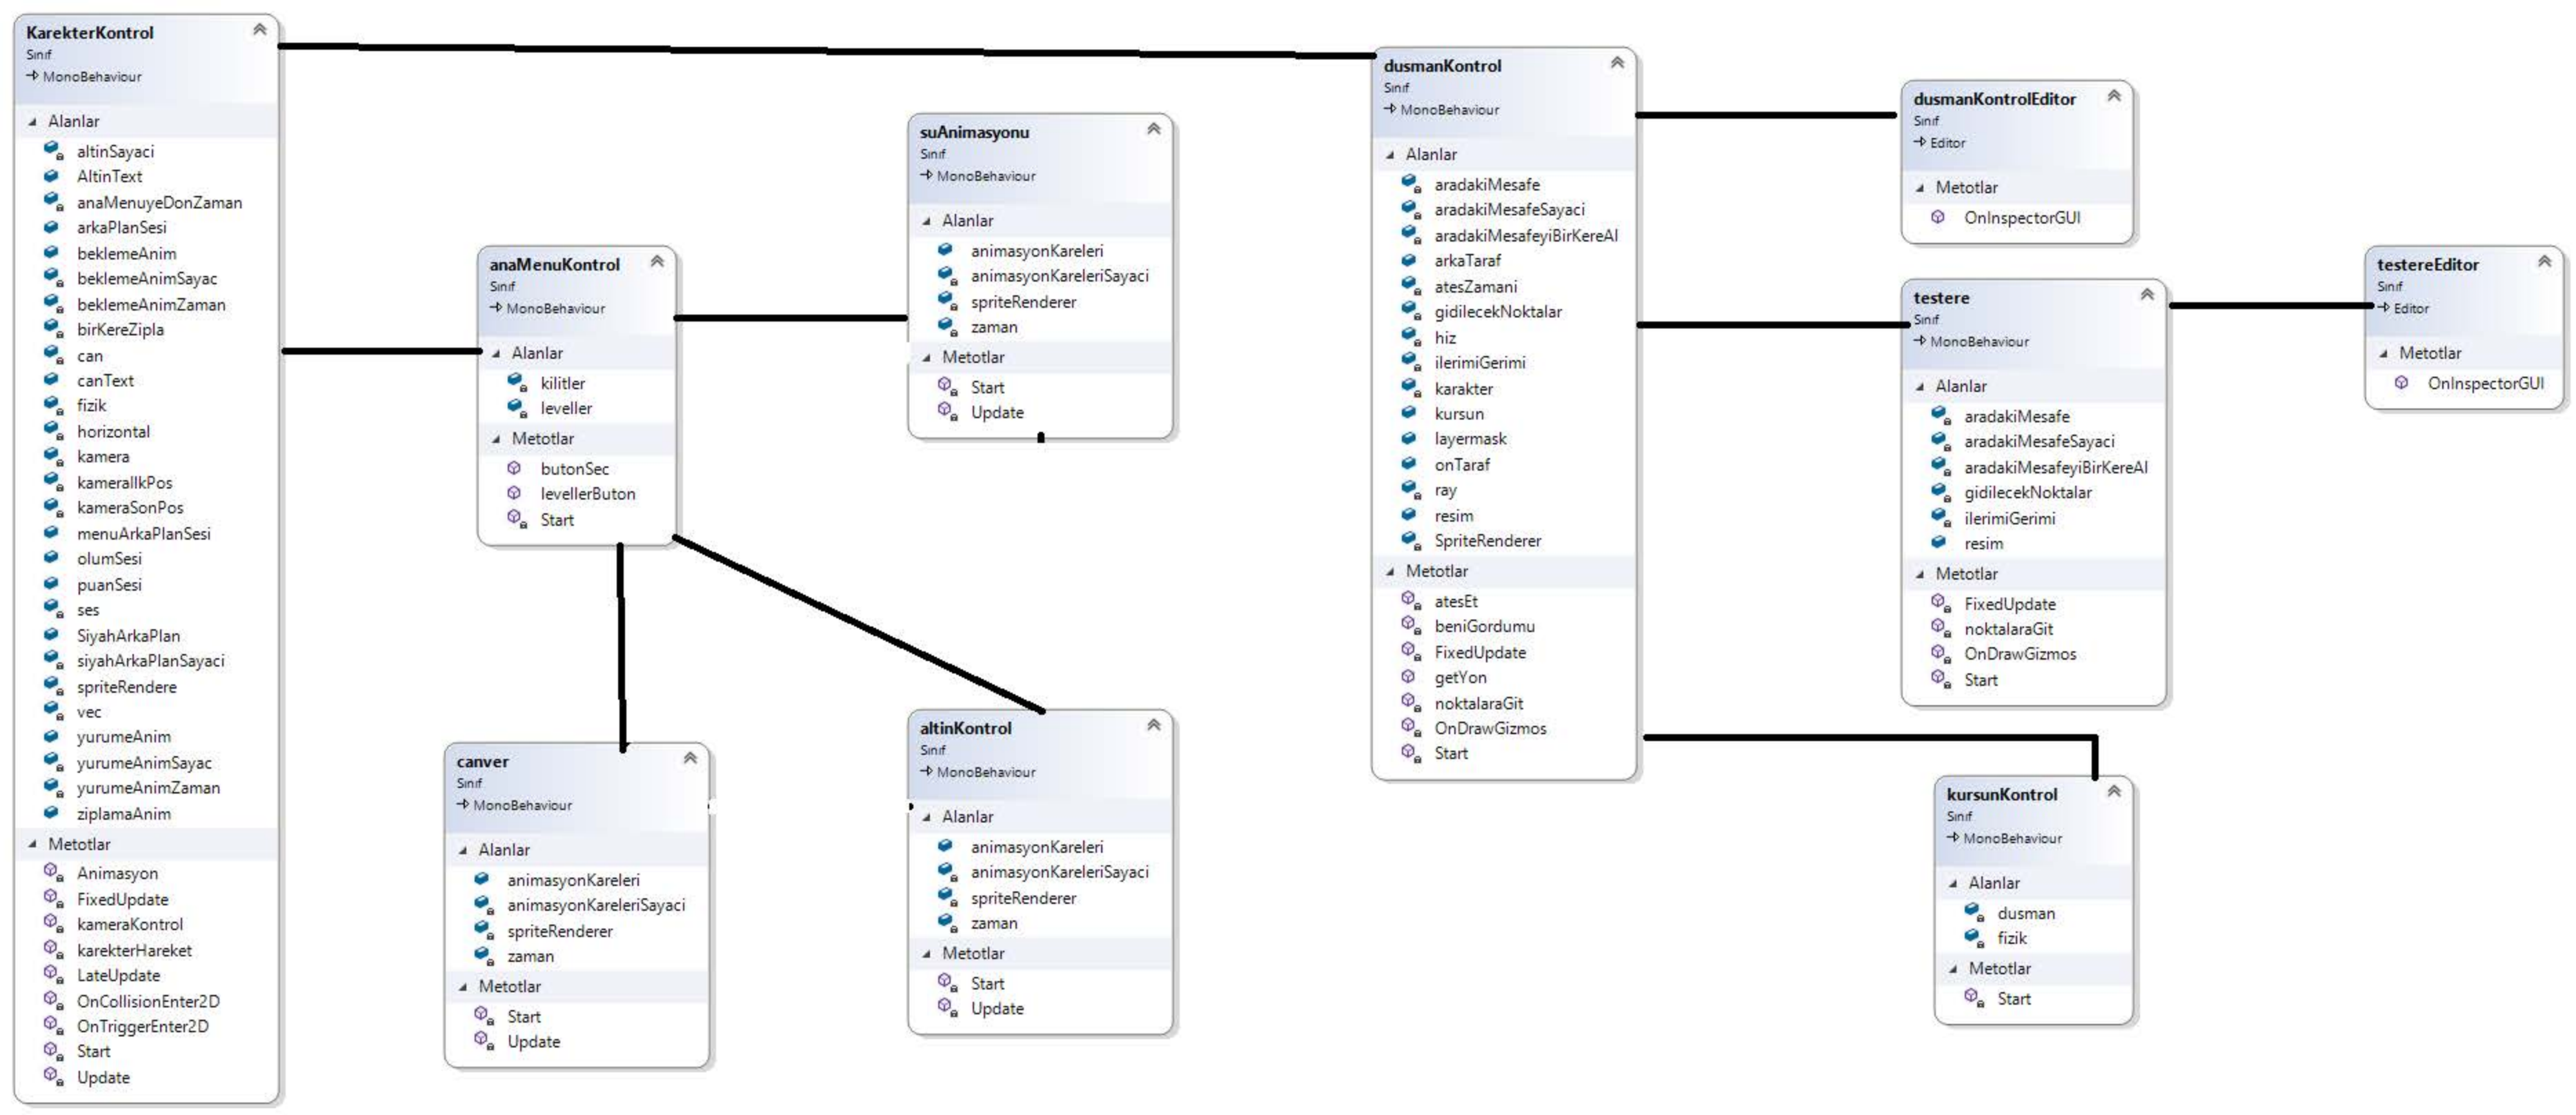 KarekterKontrol
Sınıf
MonoBehaviour
Alanlar
altinSayaci
AltinText
anaMenuyeDonZaman
arkaPlanSesi
beklemeAnim
beklemeAnimSayac
beklemeAnimZaman
birKereZipla
can
canText
fizik
horizontal
kamera
kameraIlkPos
kameraSonPos
menuArkaPlanSesi
olumSesi
puanSesi
ses
SiyahArkaPlan
siyahArkaPlanSayaci
spriteRendere
vec
yurumeAnim
yurumeAnimSayac
yurumeAnimZaman
ziplamaAnim
Metotlar
Animasyon
FixedUpdate
kameraKontrol
karekterHareket
LateUpdate
OnCollisionEnter2D
OnTriggerEnter2D
Start
Update
anaMenuKontrol
Sınıf
MonoBehaviour
Alanlar
kilitler
leveller
Metotlar
butonSec
levellerButon
Start
canver
Sınıf
MonoBehaviour
Alanlar
animasyonKareleri
animasyonKareleriSayaci
spriteRenderer
zaman
Metotlar
Start
Update
suAnimasyonu
Sınıf
MonoBehaviour
Alanlar
animasyonKareleri
animasyonKareleriSayaci
spriteRenderer
zaman
Metotlar
Start
Update
altinKontrol
Sınıf
MonoBehaviour
Alanlar
animasyonKareleri
animasyonKareleriSayaci
spriteRenderer
zaman
Metotlar
Start
Update
dusmanKontrol
Sınıf
MonoBehaviour
Alanlar
aradakiMesafe
aradakiMesafeSayaci
aradakiMesafeyiBirKereAl
arkaTaraf
atesZamani
gidilecekNoktalar
hiz
ilerimiGerimi
karakter
kursun
layermask
onTaraf
ray
resim
SpriteRenderer
Metotlar
atesEt
beniGordumu
FixedUpdate
getYon
noktalaraGit
OnDrawGizmos
Start
dusmanKontrolEditor
Sınıf
Editor
Metotlar
OnInspectorGUI
testere
Sınıf
MonoBehaviour
Alanlar
aradakiMesafe
aradakiMesafeSayaci
aradakiMesafeyiBirKereAl
gidilecekNoktalar
ilerimiGerimi
resim
Metotlar
FixedUpdate
noktalaraGit
OnDrawGizmos
Start
kursunKontrol
Sınıf
MonoBehaviour
Alanlar
dusman
fizik
Metotlar
Start
testereEditor
Sınıf
Editor
Metotlar
OnInspectorGUI